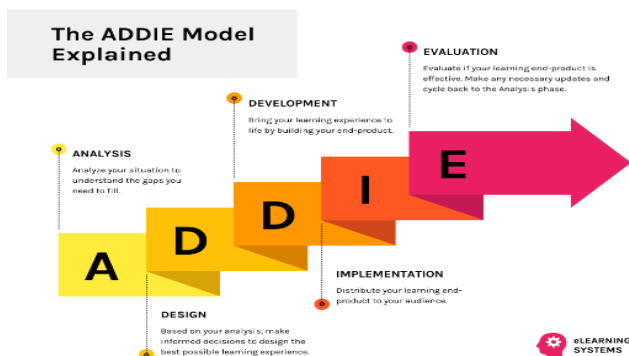 The ADDIE Model
Explained
EVALUATION
Evaluate if your learning end-product is
effective. Make any necessary updates and
cycle back to the Analysis phase.
DEVELOPMENT
Bring your learning experience to
life by building your end-product.
ANALYSIS
Analyze your situation to
understand the gaps you
need to fill.
A
D
D
I
E
IMPLEMENTATION
Distribute your learning end-
product to your audience.
DESIGN
Based on your analysis, make
informed decisions to design the
best possible learning experience.
eLEARNING
SYSTEMS